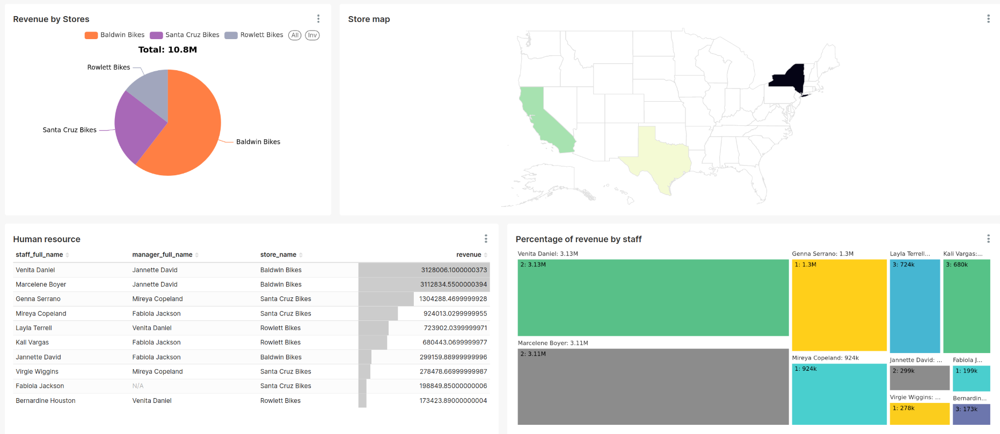 Revenue by Stores
Baldwin Bikes Santa Cruz Bikes Rowlett Bikes All Inv
Total: 10.8M
Rowlett Bikes
Santa Cruz Bikes
Baldwin Bikes
Store map
Human resource
staff_full_name manager_full_name store_name revenue
Venita Daniel Jannette David Baldwin Bikes 3128006.1000000373
Marcelene Boyer Jannette David Baldwin Bikes 3112834.5500000394
Genna Serrano Mireya Copeland Santa Cruz Bikes 1304288.4699999928
Mireya Copeland Fabiola Jackson Santa Cruz Bikes 924013.0299999955
Layla Terrell Venita Daniel Rowlett Bikes 723902.0399999971
Kali Vargas Fabiola Jackson Rowlett Bikes 680443.0699999977
Jannette David Fabiola Jackson Baldwin Bikes 299159.88999999996
Virgie Wiggins Mireya Copeland Santa Cruz Bikes 278478.66999999987
Fabiola Jackson N/A Santa Cruz Bikes 198849.85000000006
Bernardine Houston Venita Daniel Rowlett Bikes 173423.89000000004
Percentage of revenue by staff
Venita Daniel: 3.13M
2: 3.13M
Marcelene Boyer: 3.11M
2: 3.11M
Genna Serrano: 1.3M
1: 1.3M
Mireya Copeland: 924k
1: 924k
Layla Terrell...
3: 724k
Kali Vargas:...
3: 680k
Jannette David: ...
2: 299k
Fabiola J...
1: 199k
Virgie Wiggins: ...
1: 278k
Bernardin...
3: 173k